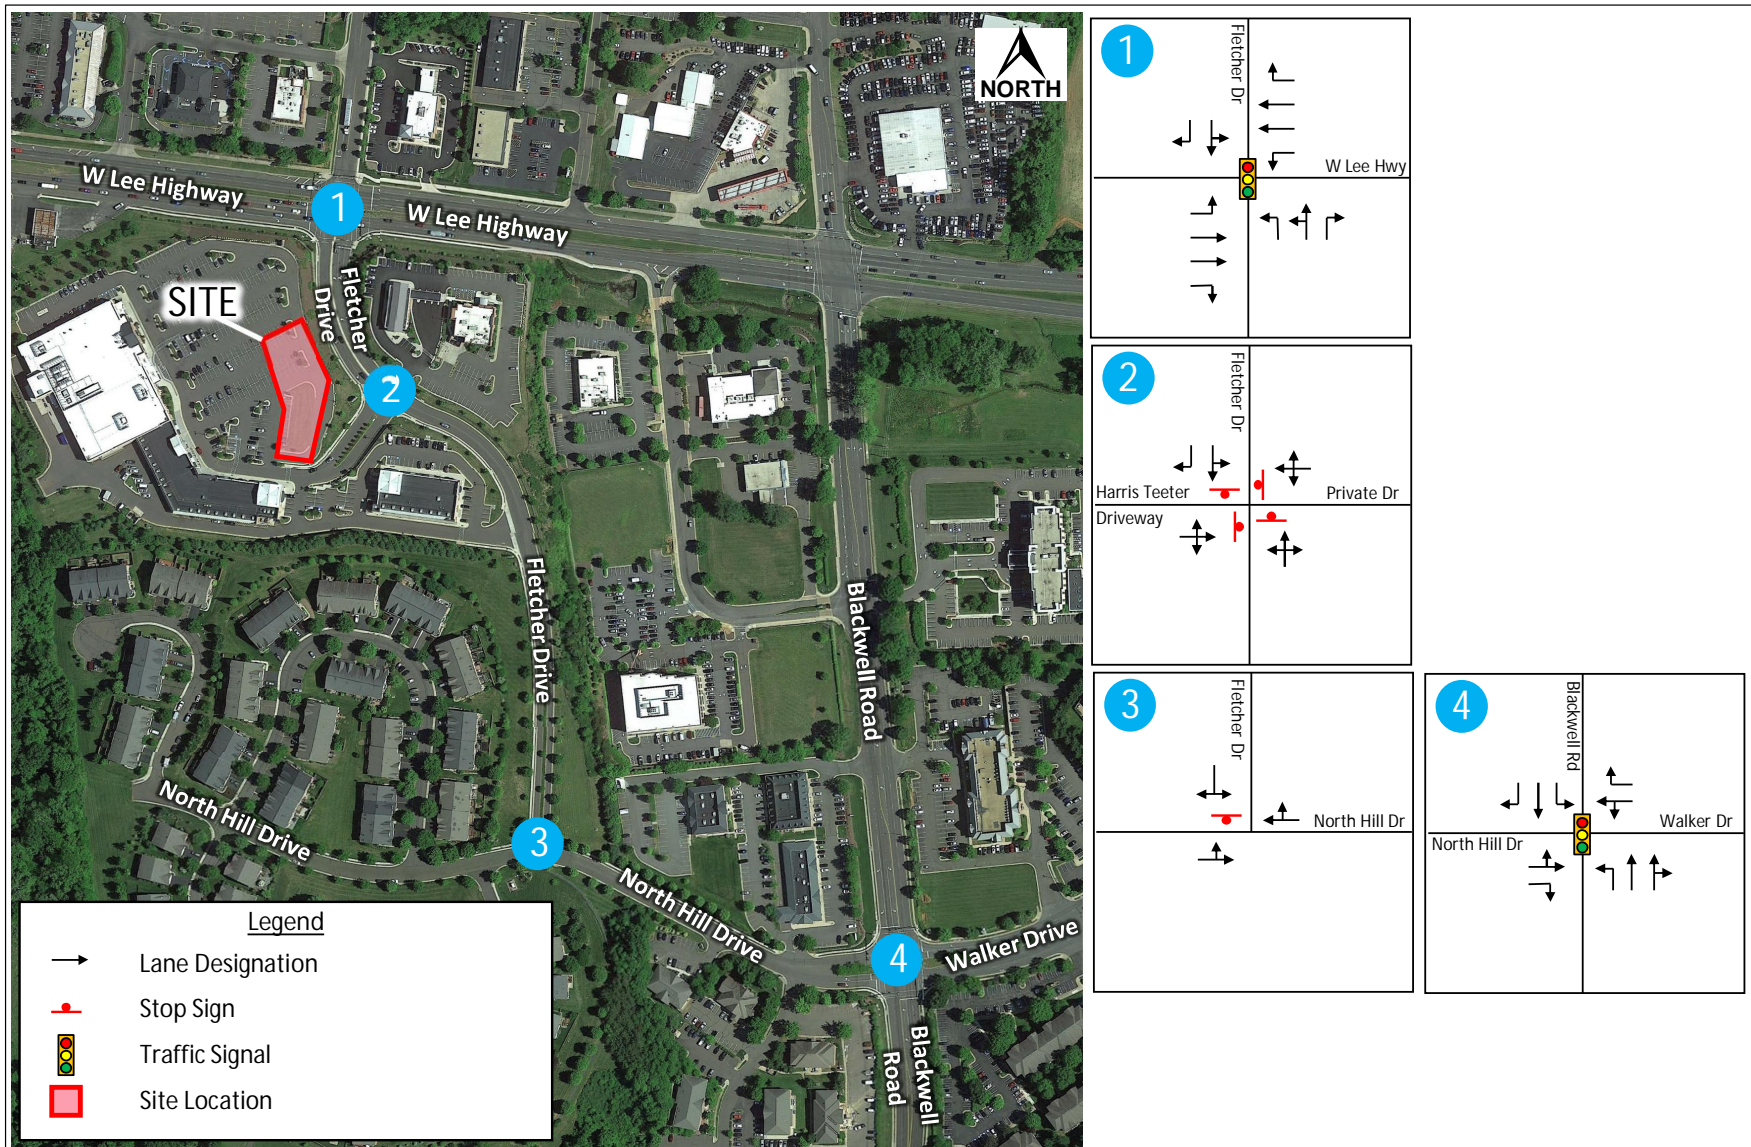 NORTH
W Lee Highway
1
W Lee Highway
Fletcher
Drive
SITE
2
Fletcher Drive
Blackwell Road
North Hill Drive
3
North Hill Drive
4
Walker Drive
Blackwell
Road
Legend
Lane Designation
Stop Sign
Traffic Signal
Site Location
1
Fletcher Dr
W Lee Hwy
2
Fletcher Dr
Harris Teeter
Driveway
Private Dr
3
Fletcher Dr
North Hill Dr
4
Blackwell Rd
Walker Dr
North Hill Dr